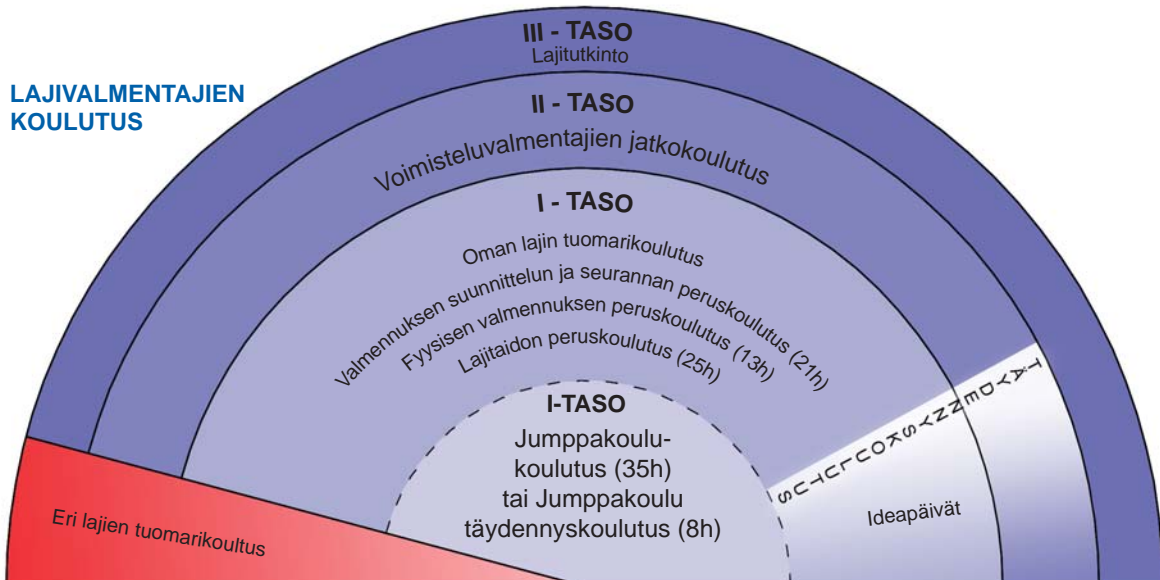 LAJIVALMENTAJIEN
KOULUTUS
III - TASO
Lajitutkinto
II - TASO
Voimisteluvalmentajien jatkokoulutus
I - TASO
Oman lajin tuomarikoulutus
Valmennuksen suunnittelun ja seurannan peruskoulutus (21h)
Fyysisen valmennuksen peruskoulutus (13h)
Lajitaidon peruskoulutus (25h)
I-TASO
Jumppakoulu-
koulutus (35h)
tai Jumppakoulu
täydennyskoulutus (8h)
TÄYDENNYSKOULUTUS
Ideapäivät
Eri lajien tuomarikoultus